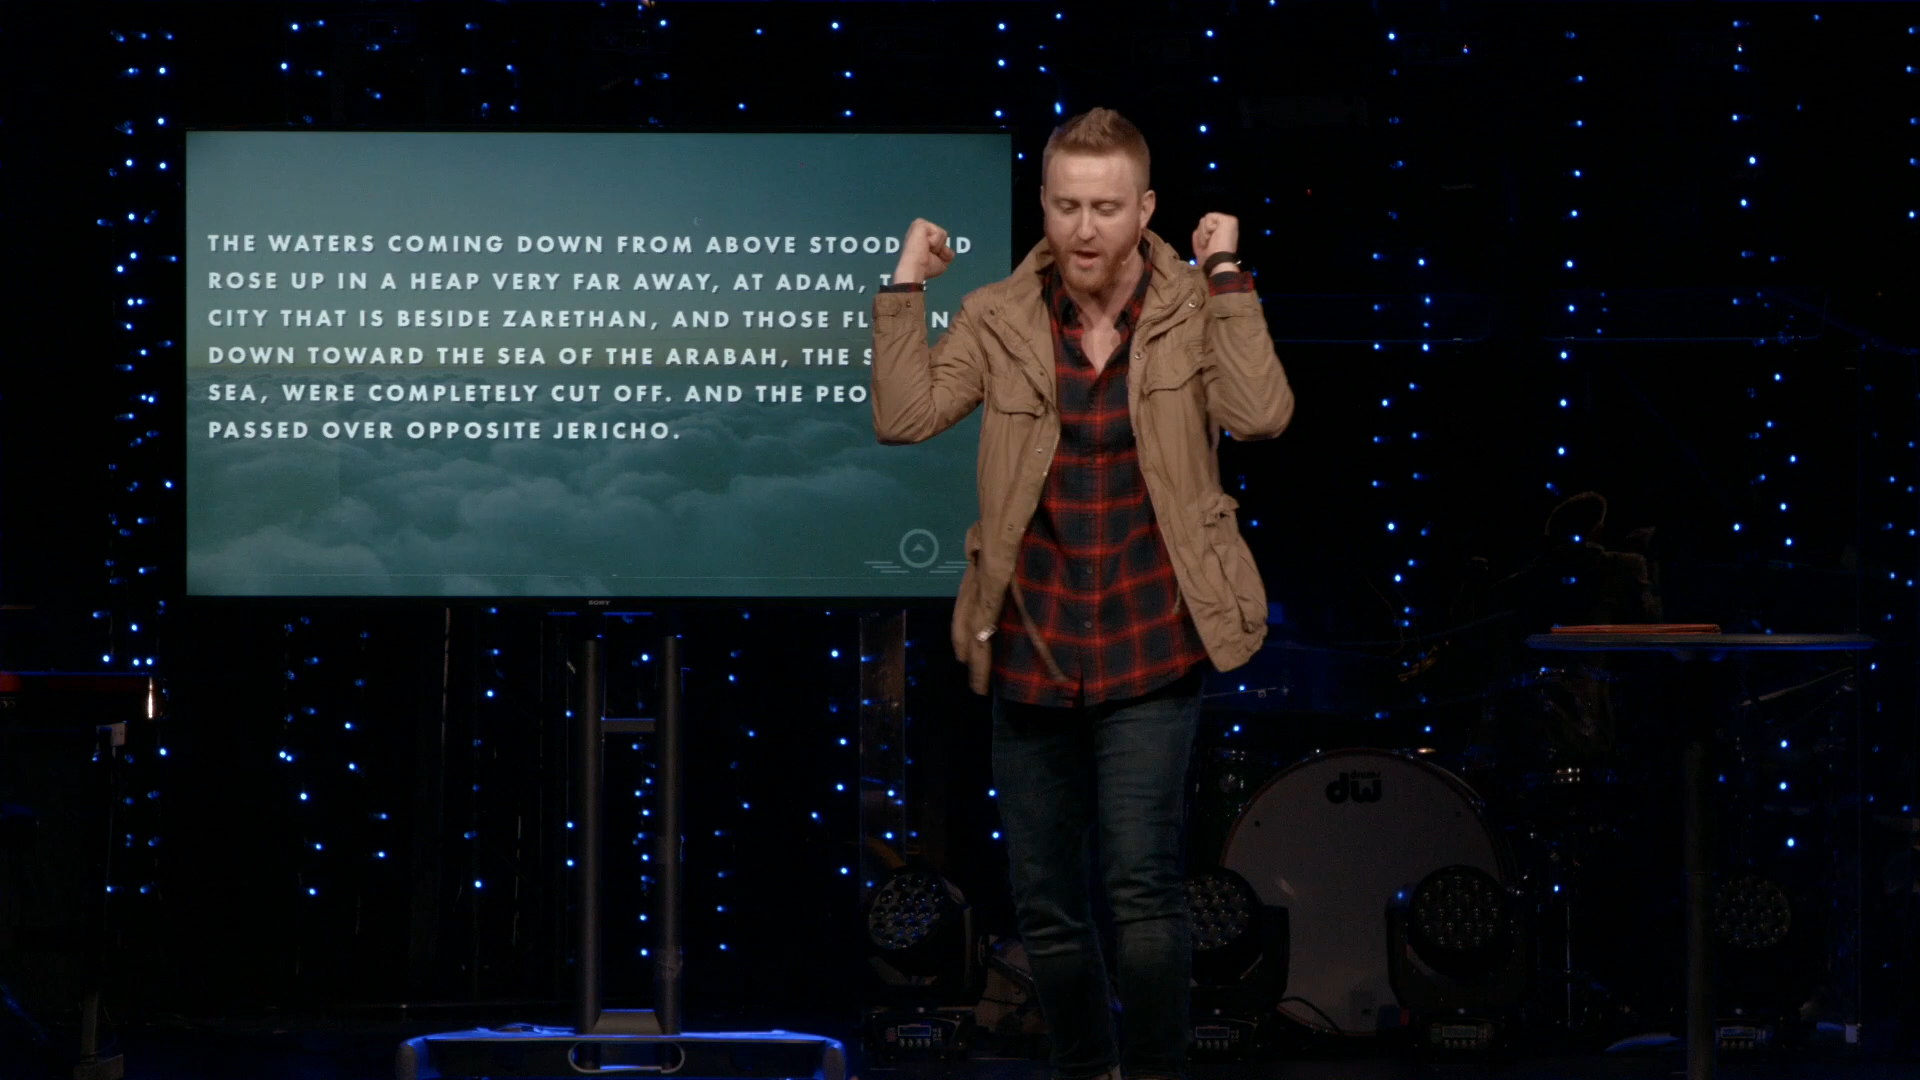 THE WATERS COMING DOWN FROM ABOVE STOOD
ROSE UP IN A HEAP VERY FAR AWAY, AT ADAM,
CITY THAT IS BESIDE ZARETHAN, AND THOSE
DOWN TOWARD THE SEA OF THE ARABAH, THE
SEA, WERE COMPLETELY CUT OFF. AND THE
PASSED OVER OPPOSITE JERICHO.
SONY
dw